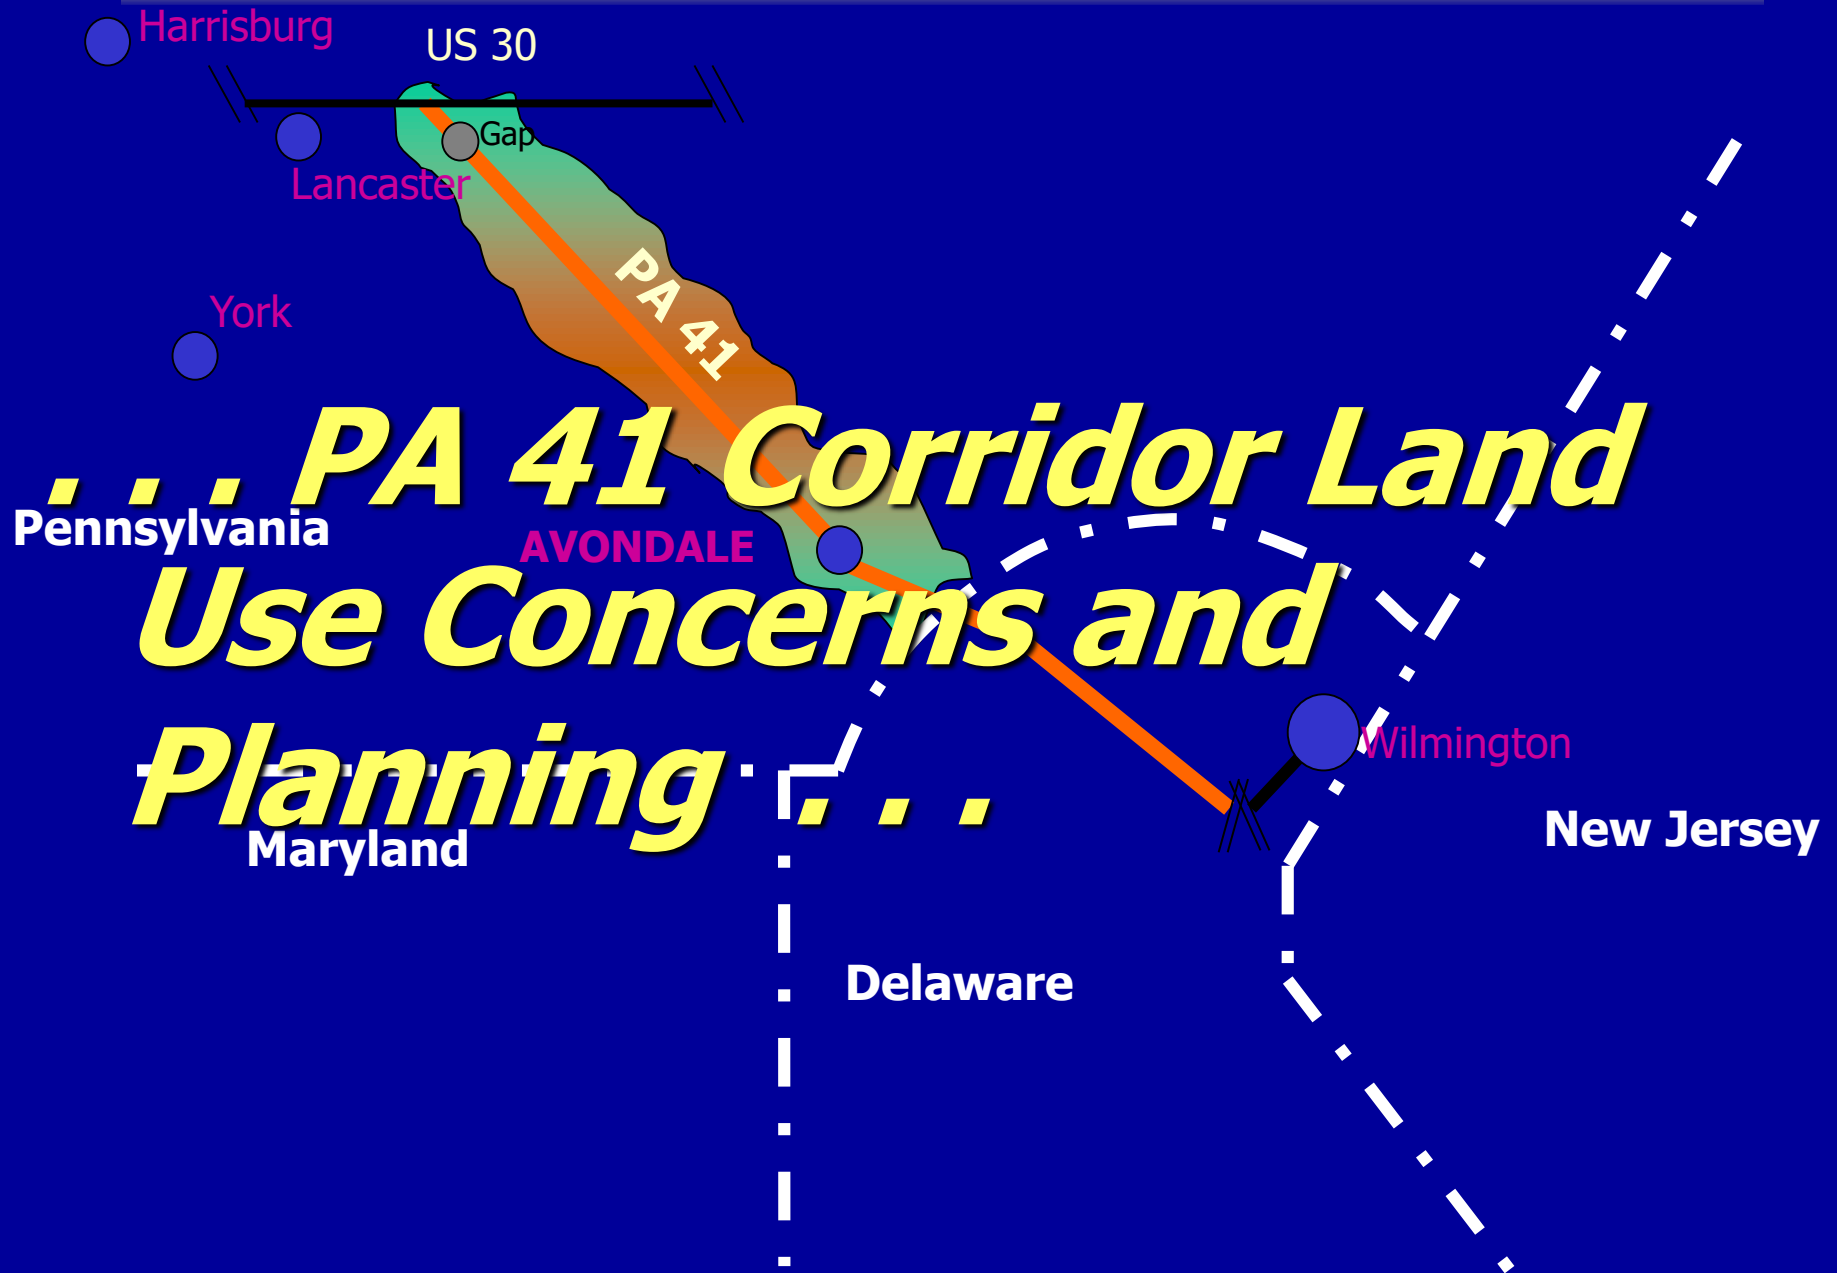 Harrisburg
US 30
Gap
Lancaster
PA 41
York
. . . PA 41 Corridor Land
Pennsylvania
AVONDALE
Use Concerns and
Wilmington
Planning . . .
New Jersey
Maryland
Delaware